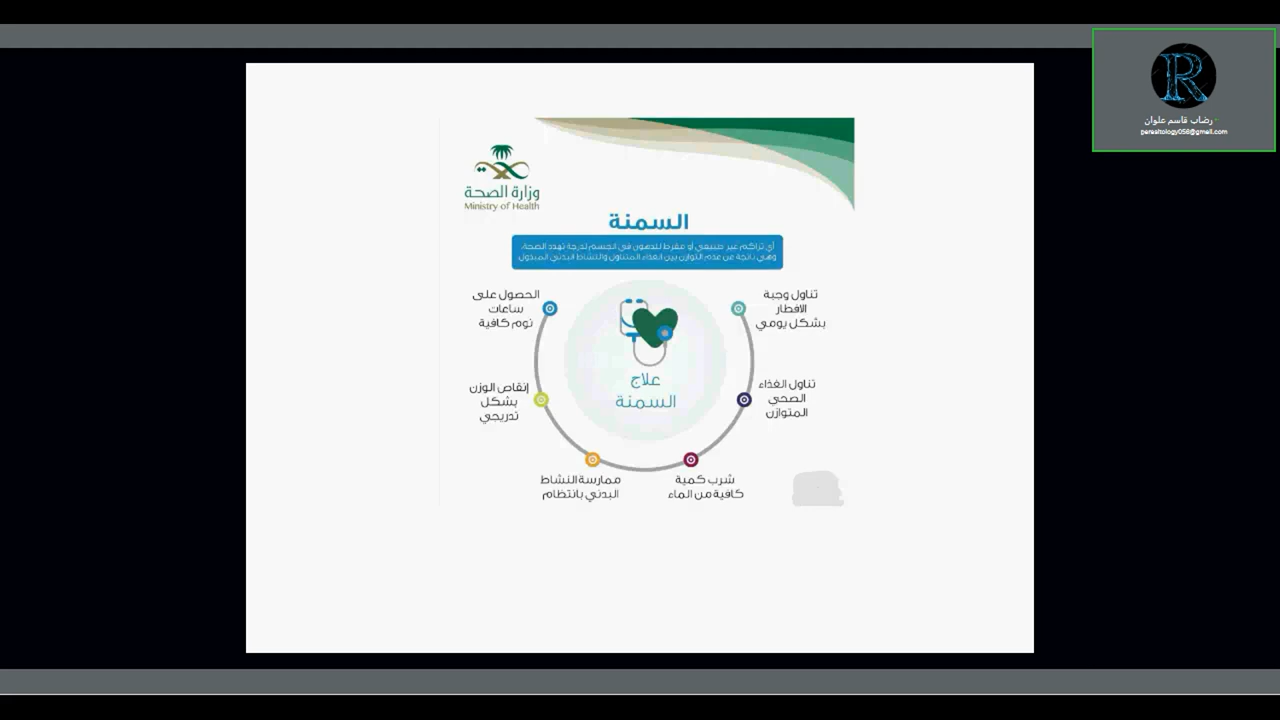 رضاب قاسم علوان
parasitology056@gmail.com
وزارة الصحة
Ministry of Health
السمنة
أي تراكم غير طبيعي أو مفرط للدهون في الجسم لدرجة تهدد الصحة،
وهي ناتجة عن عدم التوازن بين الغذاء المتناول والنشاط البدني المبذول.
تناول وجبة
الافطار
بشكل يومي
تناول الغذاء
الصحي
المتوازن
شرب كمية
كافية من الماء
ممارسة النشاط
البدني بانتظام
إنقاص الوزن
بشكل
تدريجي
الحصول على
ساعات
نوم كافية
علاج
السمنة